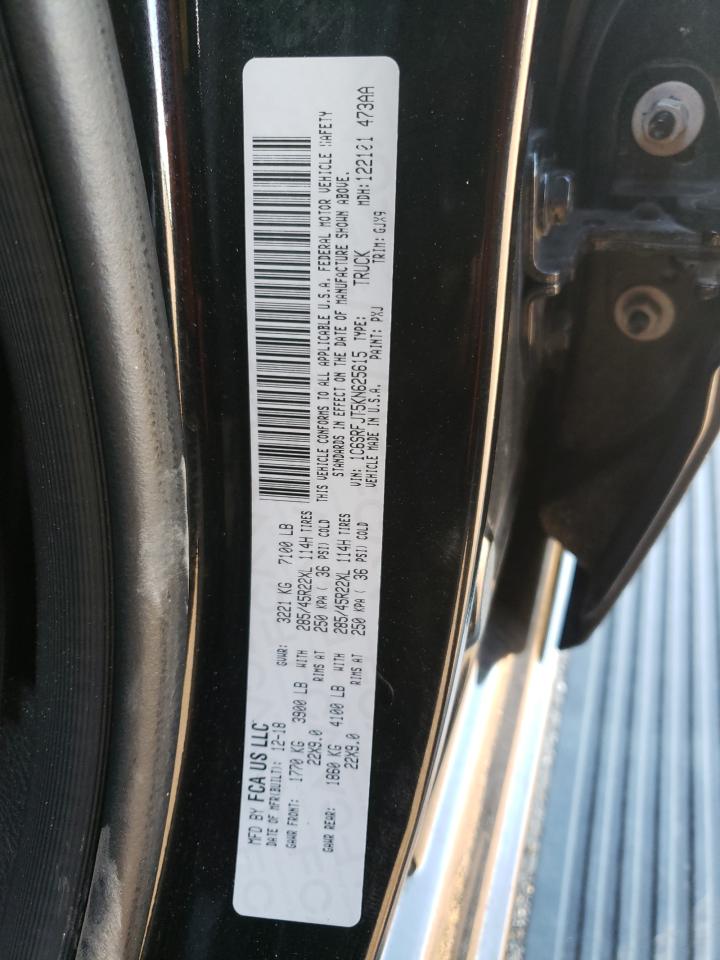 MFD BY FCA US LLC
DATE OF MFR(BUILT): 12-18 GVWR: 3221 KG 7100 LB
GAWR FRONT: 1770 KG 3900 LB WITH 285/45R22XL 114H TIRES
22X9.0 RIMS AT 250 KPA ( 36 PSI) COLD
GAWR REAR: 1860 KG 4100 LB WITH 285/45R22XL 114H TIRES
22X9.0 RIMS AT 250 KPA ( 36 PSI) COLD
THIS VEHICLE CONFORMS TO ALL APPLICABLE U.S.A. FEDERAL MOTOR VEHICLE SAFETY
STANDARDS IN EFFECT ON THE DATE OF MANUFACTURE SHOWN ABOVE.
VIN: 1C6SRFJT5KN625615 TYPE: TRUCK MDH: 122101 473AA
VEHICLE MADE IN U.S.A. PAINT: PXJ TRIM: GJX9